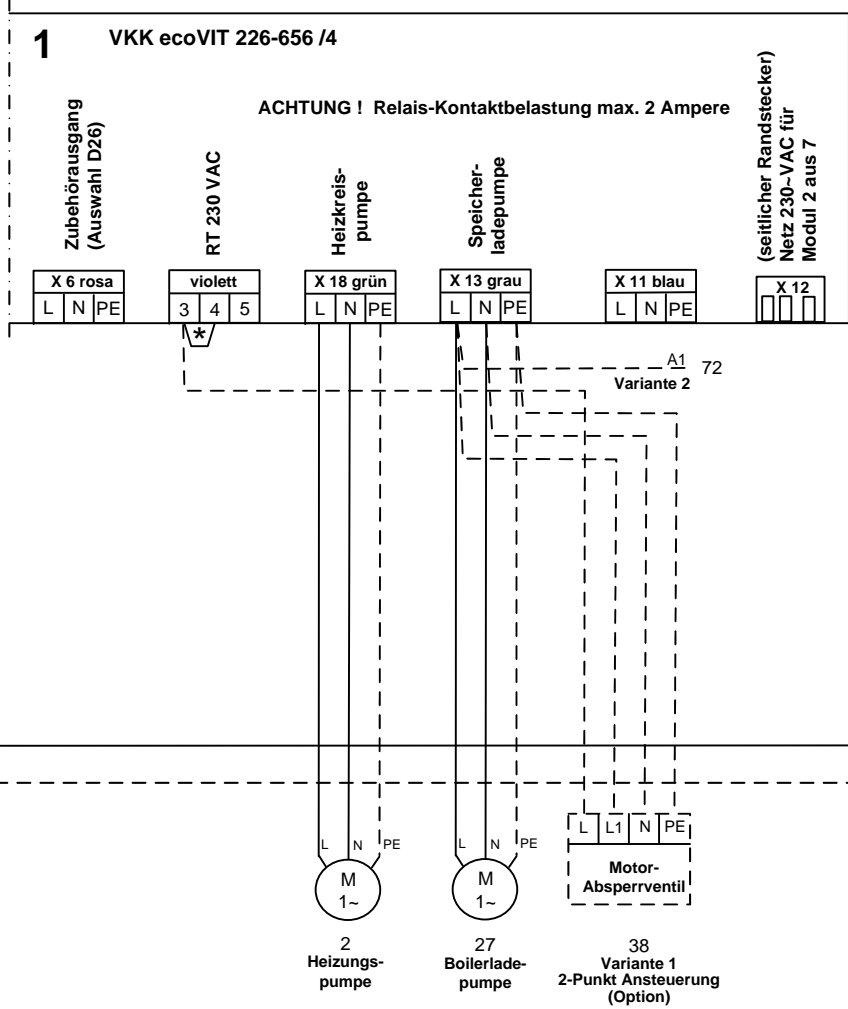 1
VKK ecoVIT 226-656 /4
ACHTUNG ! Relais-Kontaktbelastung max. 2 Ampere
Zubehörausgang
(Auswahl D26)
RT 230 VAC
Heizkreis-
pumpe
Speicher-
ladepumpe
(seitlicher Randstecker)
Netz 230~VAC für
Modul 2 aus 7
X 6 rosa
L N PE
violett
3 4 5
*
X 18 grün
L N PE
X 13 grau
L N PE
X 11 blau
L N PE
X 12
A1
72
Variante 2
L N PE
M
1~
2
Heizungs-
pumpe
L N PE
M
1~
27
Boilerlade-
pumpe
L L1 N PE
Motor-
Absperrventil
38
Variante 1
2-Punkt Ansteuerung
(Option)